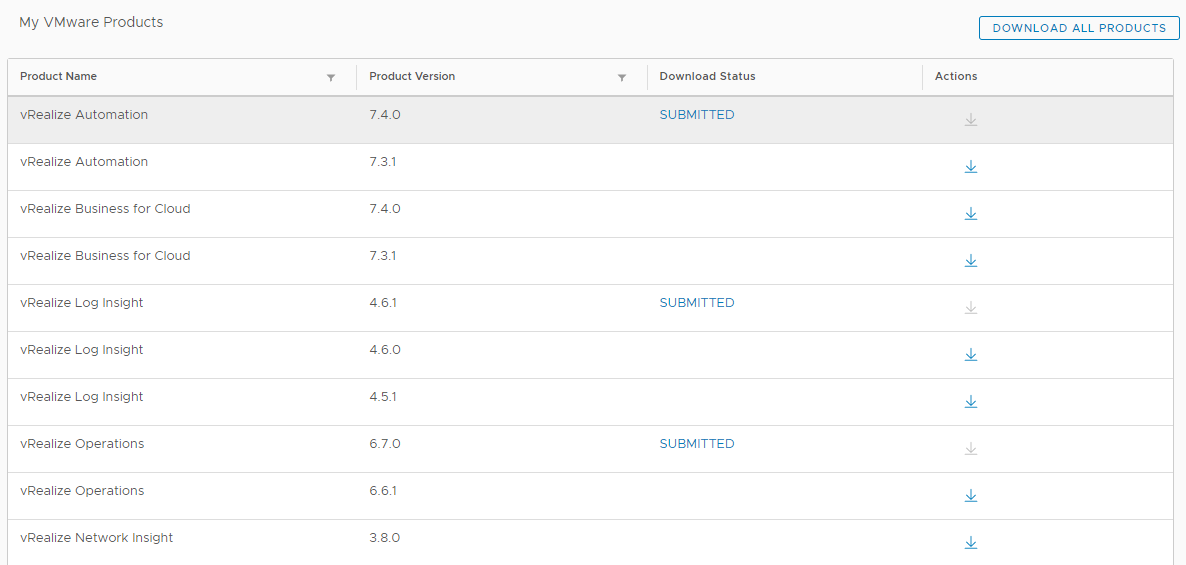 My VMware Products
DOWNLOAD ALL PRODUCTS
Product Name Product Version Download Status Actions
vRealize Automation 7.4.0 SUBMITTED
vRealize Automation 7.3.1
vRealize Business for Cloud 7.4.0
vRealize Business for Cloud 7.3.1
vRealize Log Insight 4.6.1 SUBMITTED
vRealize Log Insight 4.6.0
vRealize Log Insight 4.5.1
vRealize Operations 6.7.0 SUBMITTED
vRealize Operations 6.6.1
vRealize Network Insight 3.8.0